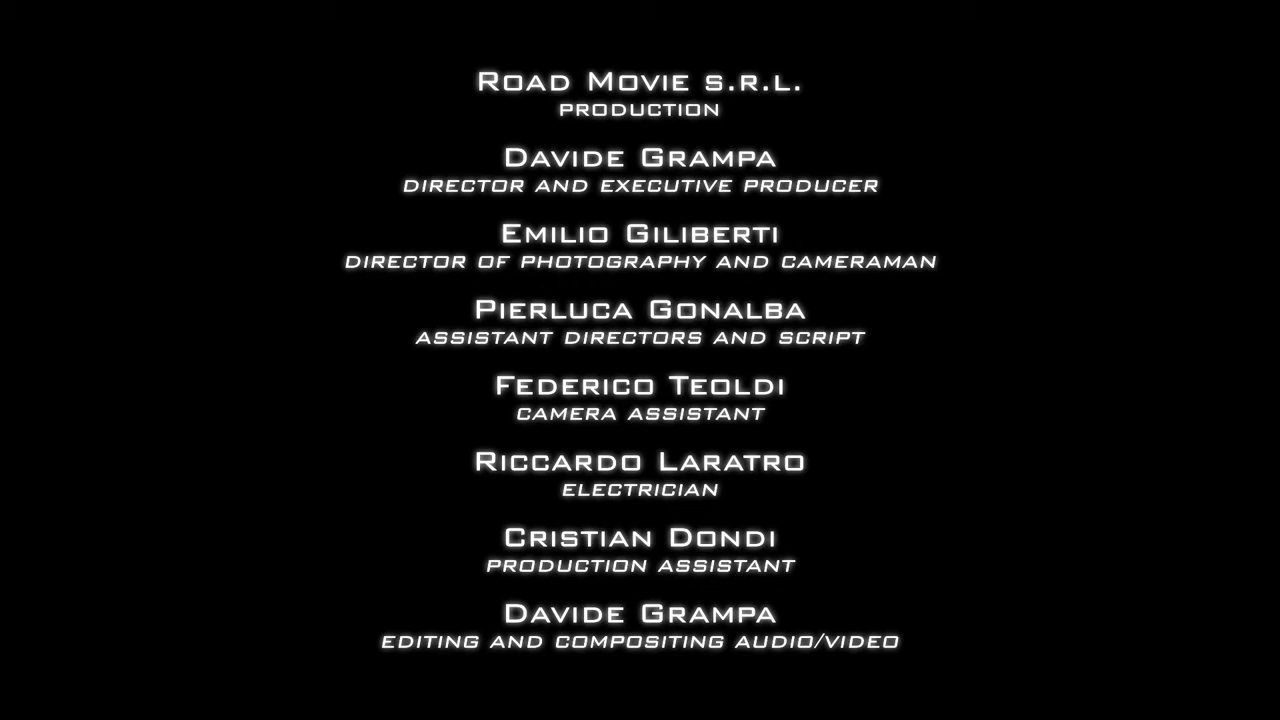 Road Movie s.r.l.
production
Davide Grampa
director and executive producer
Emilio Giliberti
director of photography and cameraman
Pierluca Gonalba
assistant directors and script
Federico Teoldi
camera assistant
Riccardo Laratro
electrician
Cristian Dondi
production assistant
Davide Grampa
editing and compositing audio/video